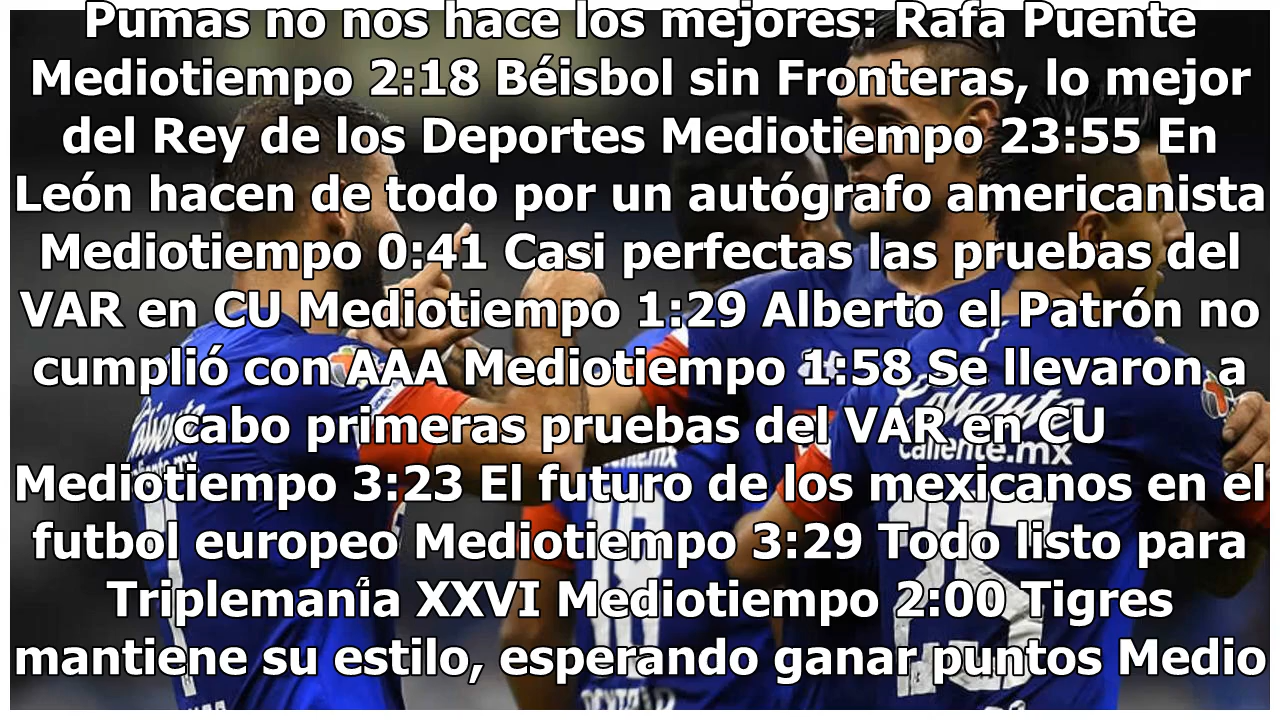 Pumas no nos hace los mejores: Rafa Puente
Mediotiempo 2:18 Béisbol sin Fronteras, lo mejor
del Rey de los Deportes Mediotiempo 23:55 En
León hacen de todo por un autógrafo americanista
Mediotiempo 0:41 Casi perfectas las pruebas del
VAR en CU Mediotiempo 1:29 Alberto el Patrón no
cumplió con AAA Mediotiempo 1:58 Se llevaron a
cabo primeras pruebas del VAR en CU
Mediotiempo 3:23 El futuro de los mexicanos en el
futbol europeo Mediotiempo 3:29 Todo listo para
Triplemanía XXVI Mediotiempo 2:00 Tigres
mantiene su estilo, esperando ganar puntos Medio
Caliente
caliente.mx